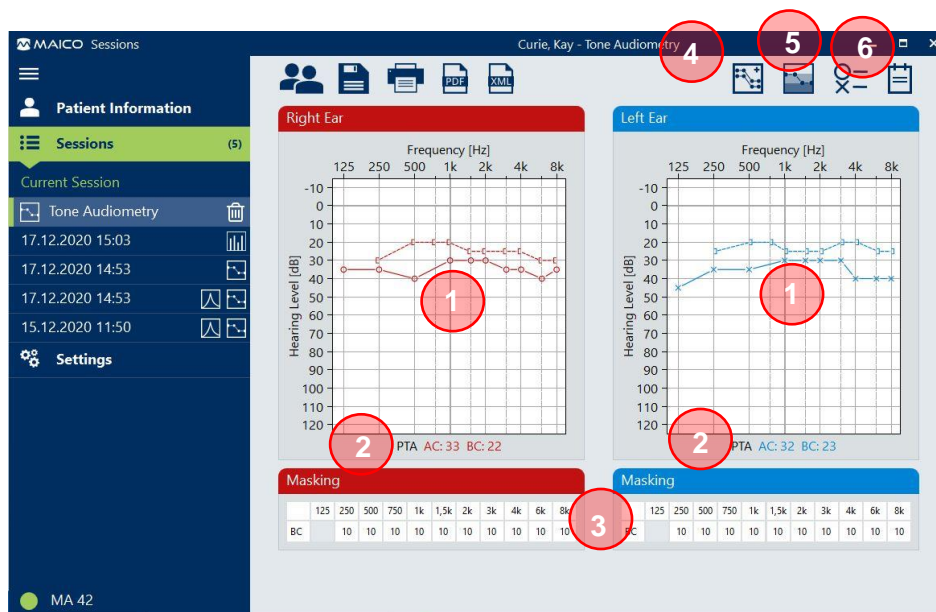 MAICO Sessions
Curie, Kay - Tone Audiometry
4
5
6
PDF
XML
Patient Information
Sessions (5)
Current Session
Tone Audiometry
17.12.2020 15:03
17.12.2020 14:53
17.12.2020 14:53
15.12.2020 11:50
Settings
MA 42
Right Ear
Frequency [Hz]
125 250 500 1k 2k 4k 8k
Hearing Level [dB]
-10
0
10
20
30
40
50
60
70
80
90
100
110
120
1
2
PTA AC: 33 BC: 22
Left Ear
Frequency [Hz]
125 250 500 1k 2k 4k 8k
Hearing Level [dB]
-10
0
10
20
30
40
50
60
70
80
90
100
110
120
1
2
PTA AC: 32 BC: 23
Masking
125 250 500 750 1k 1,5k 2k 3k 4k 6k 8k
BC 10 10 10 10 10 10 10 10 10 10
3
Masking
125 250 500 750 1k 1,5k 2k 3k 4k 6k 8k
BC 10 10 10 10 10 10 10 10 10 10